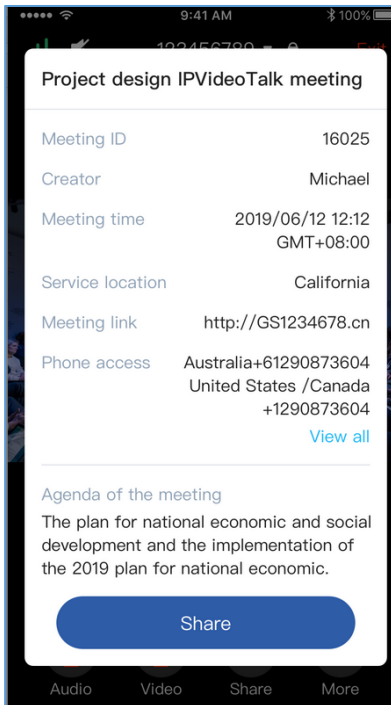 9:41 AM
100%
123456789
Exit
Project design IPVideoTalk meeting
Meeting ID
16025
Creator
Michael
Meeting time
2019/06/12 12:12
GMT+08:00
Service location
California
Meeting link
http://GS1234678.cn
Phone access
Australia+61290873604
United States /Canada
+1290873604
View all
Agenda of the meeting
The plan for national economic and social
development and the implementation of
the 2019 plan for national economic.
Share
Audio
Video
Share
More